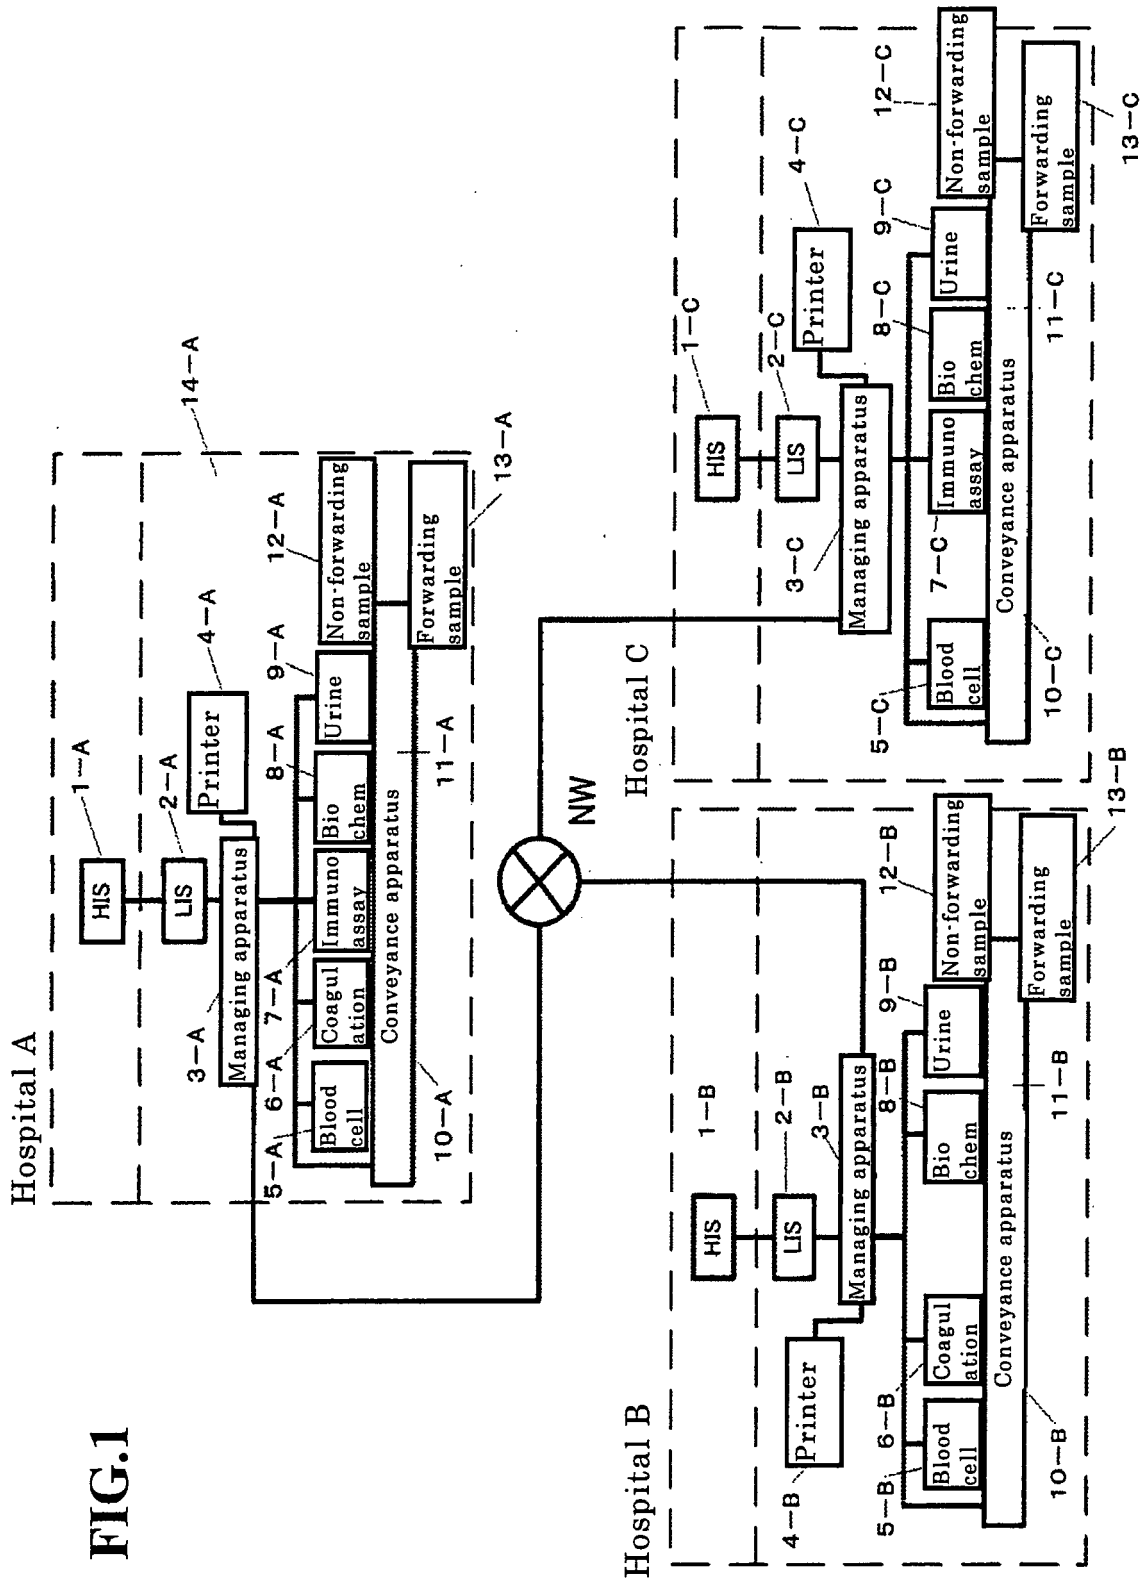 FIG.1
Hospital A
1-A
HIS
2-A
LIS
14-A
3-A
Managing apparatus
4-A
Printer
5-A
Blood
cell
6-A
Coagul
ation
7-A
Immuno
assay
8-A
Bio
chem
9-A
Urine
12-A
Non-forwarding
sample
10-A
Conveyance apparatus
11-A
Forwarding
sample
13-A
NW
Hospital B
1-B
HIS
2-B
LIS
3-B
Managing apparatus
4-B
Printer
5-B
Blood
cell
6-B
Coagul
ation
8-B
Bio
chem
9-B
Urine
12-B
Non-forwarding
sample
10-B
Conveyance apparatus
11-B
Forwarding
sample
13-B
Hospital C
1-C
HIS
2-C
LIS
3-C
Managing apparatus
4-C
Printer
5-C
Blood
cell
7-C
Immuno
assay
8-C
Bio
chem
9-C
Urine
12-C
Non-forwarding
sample
10-C
Conveyance apparatus
11-C
Forwarding
sample
13-C